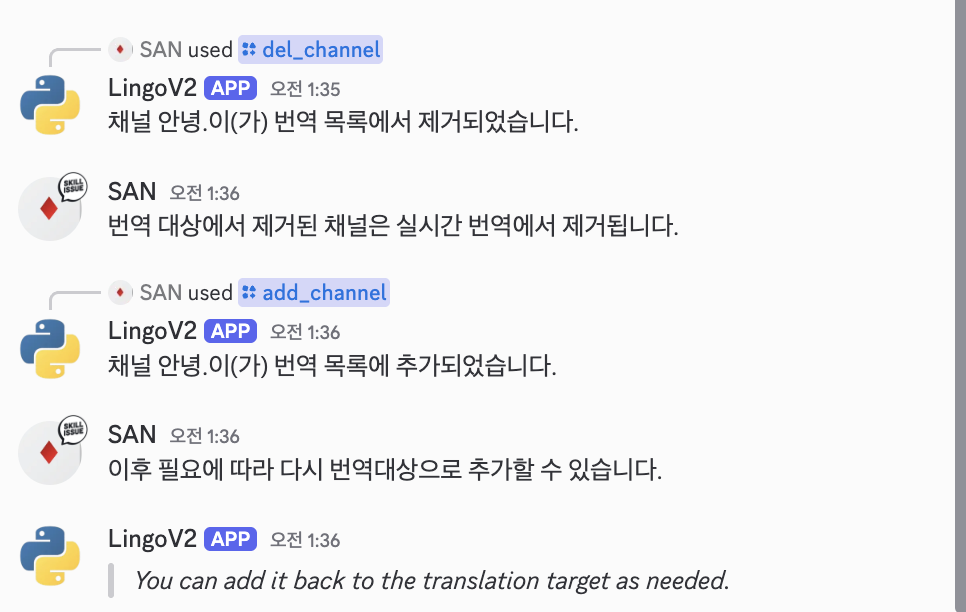 SAN used del_channel
LingoV2 APP 오전 1:35
채널 안녕.이(가) 번역 목록에서 제거되었습니다.
SKILL ISSUE
SAN 오전 1:36
번역 대상에서 제거된 채널은 실시간 번역에서 제거됩니다.
SAN used add_channel
LingoV2 APP 오전 1:36
채널 안녕.이(가) 번역 목록에 추가되었습니다.
SKILL ISSUE
SAN 오전 1:36
이후 필요에 따라 다시 번역대상으로 추가할 수 있습니다.
LingoV2 APP 오전 1:36
You can add it back to the translation target as needed.